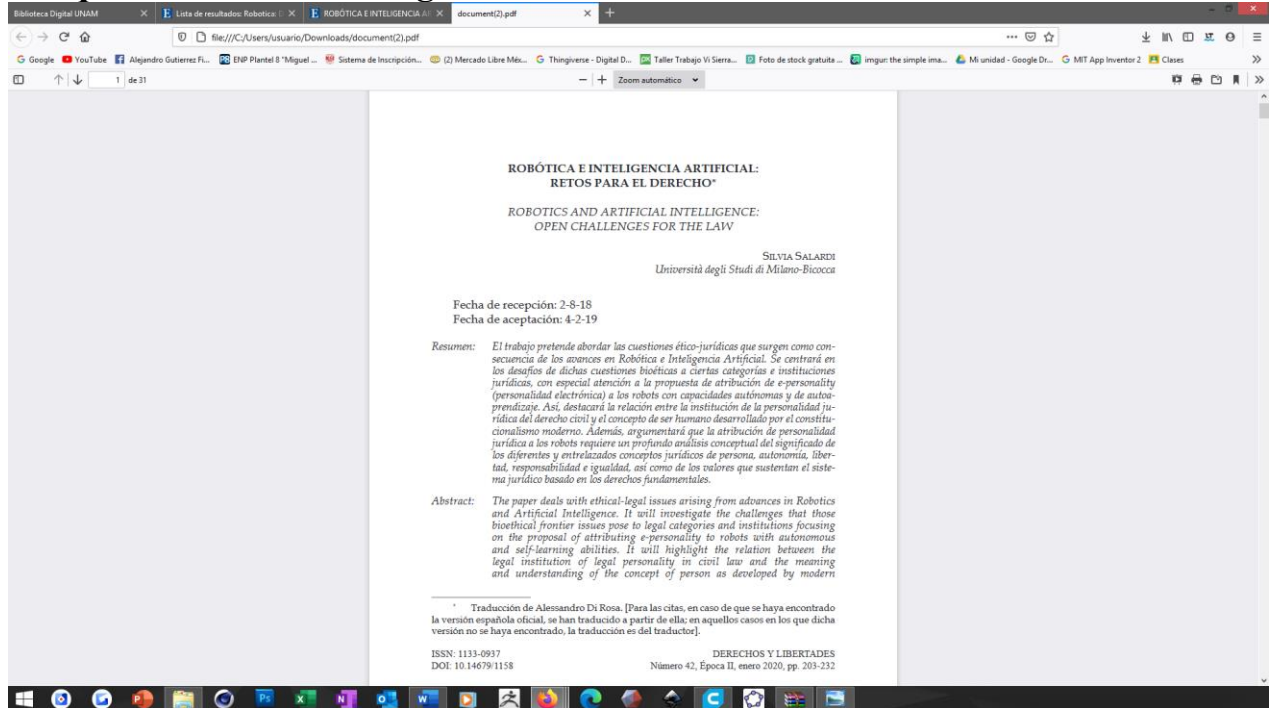 Biblioteca Digital UNAM
Lista de resultados: Robotica: D
ROBÓTICA E INTELIGENCIA AR
document(2).pdf
file:///C:/Users/usuario/Downloads/document(2).pdf
Google YouTube Alejandro Gutierrez Fi... ENP Plantel 8 "Miguel ... Sistema de Inscripción... (2) Mercado Libre Méx... Thingiverse - Digital D... Taller Trabajo Vi Sierra... Foto de stock gratuita ... imgur: the simple ima... Mi unidad - Google Dr... MIT App Inventor 2 Clases
1 de 31
Zoom automático
ROBÓTICA E INTELIGENCIA ARTIFICIAL:
RETOS PARA EL DERECHO*
ROBOTICS AND ARTIFICIAL INTELLIGENCE:
OPEN CHALLENGES FOR THE LAW
SILVIA SALARDI
Università degli Studi di Milano-Bicocca
Fecha de recepción: 2-8-18
Fecha de aceptación: 4-2-19
Resumen: El trabajo pretende abordar las cuestiones ético-jurídicas que surgen como con-
secuencia de los avances en Robótica e Inteligencia Artificial. Se centrará en
los desafíos de dichas cuestiones bioéticas a ciertas categorías e instituciones
jurídicas, con especial atención a la propuesta de atribución de e-personality
(personalidad electrónica) a los robots con capacidades autónomas y de autoa-
prendizaje. Así, destacará la relación entre la institución de la personalidad ju-
rídica del derecho civil y el concepto de ser humano desarrollado por el constitu-
cionalismo moderno. Además, argumentará que la atribución de personalidad
jurídica a los robots requiere un profundo análisis conceptual del significado de
los diferentes y entrelazados conceptos jurídicos de persona, autonomía, liber-
tad, responsabilidad e igualdad, así como de los valores que sustentan el siste-
ma jurídico basado en los derechos fundamentales.
Abstract: The paper deals with ethical-legal issues arising from advances in Robotics
and Artificial Intelligence. It will investigate the challenges that those
bioethical frontier issues pose to legal categories and institutions focusing
on the proposal of attributing e-personality to robots with autonomous
and self-learning abilities. It will highlight the relation between the
legal institution of legal personality in civil law and the meaning
and understanding of the concept of person as developed by modern
* Traducción de Alessandro Di Rosa. [Para las citas, en caso de que se haya encontrado
la versión española oficial, se han traducido a partir de ella; en aquellos casos en los que dicha
versión no se haya encontrado, la traducción es del traductor].
ISSN: 1133-0937
DOI: 10.14679/1158
DERECHOS Y LIBERTADES
Número 42, Época II, enero 2020, pp. 203-232